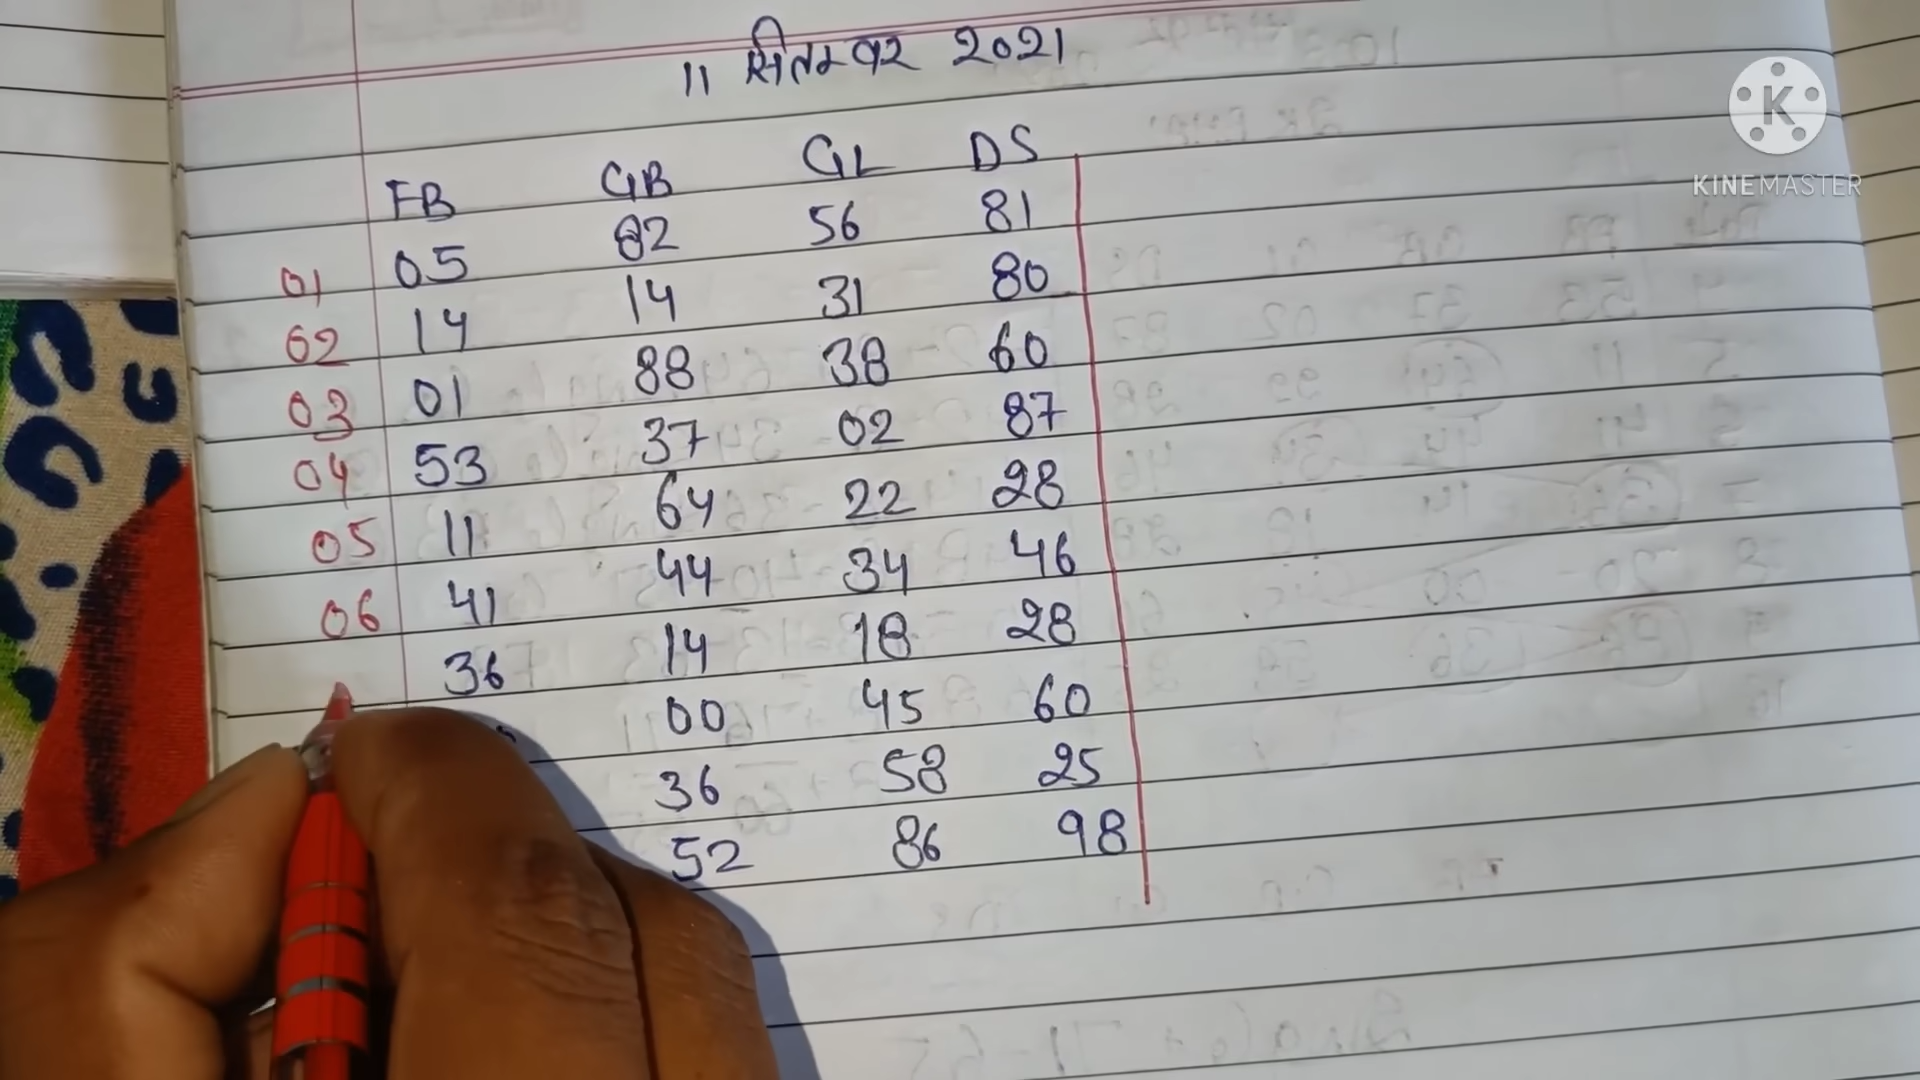 11 सितम्बर 2021
FB GB GL DS
01 05 82 56 81
02 14 14 31 80
03 01 88 38 60
04 53 37 02 87
05 11 64 22 28
06 41 44 34 46
36 14 18 28
00 45 60
36 58 25
52 86 98
K
KINEMASTER